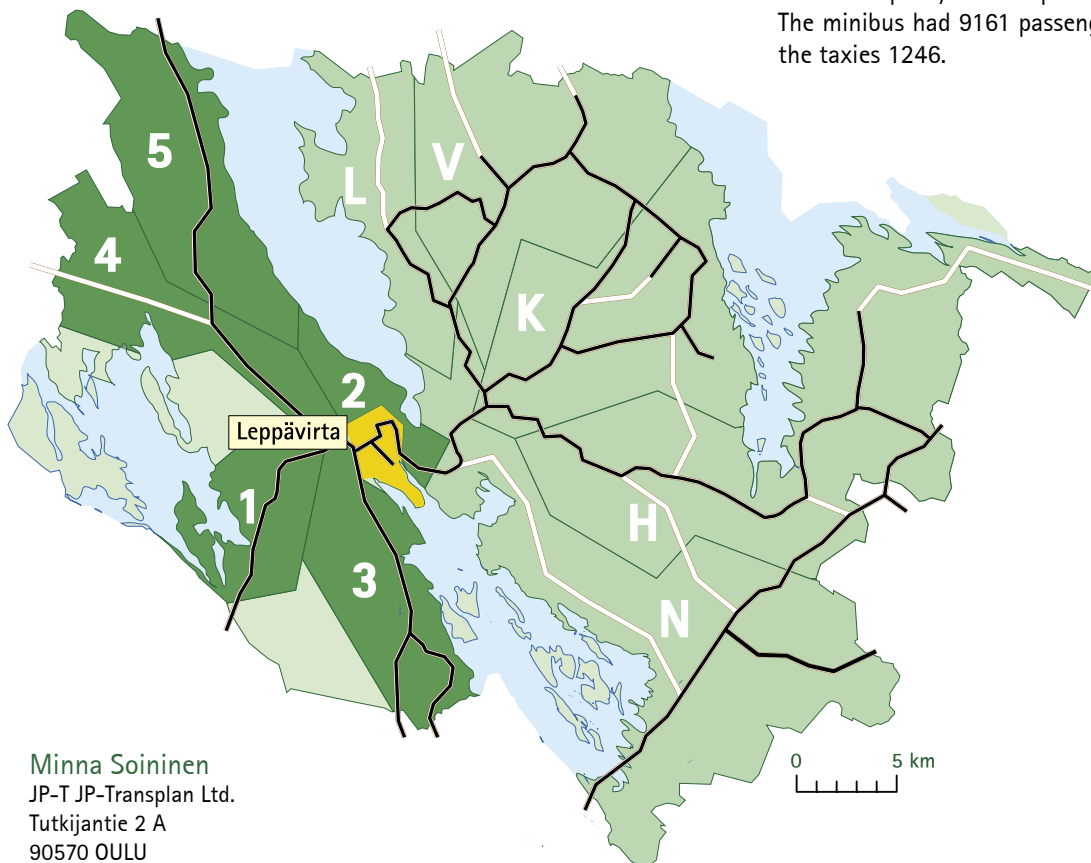 The minibus had 9161 passeng
the taxies 1246.
5
V
L
4
K
2
Leppävirta
1
H
3
N
0 5 km
Minna Soininen
JP-T JP-Transplan Ltd.
Tutkijantie 2 A
90570 OULU